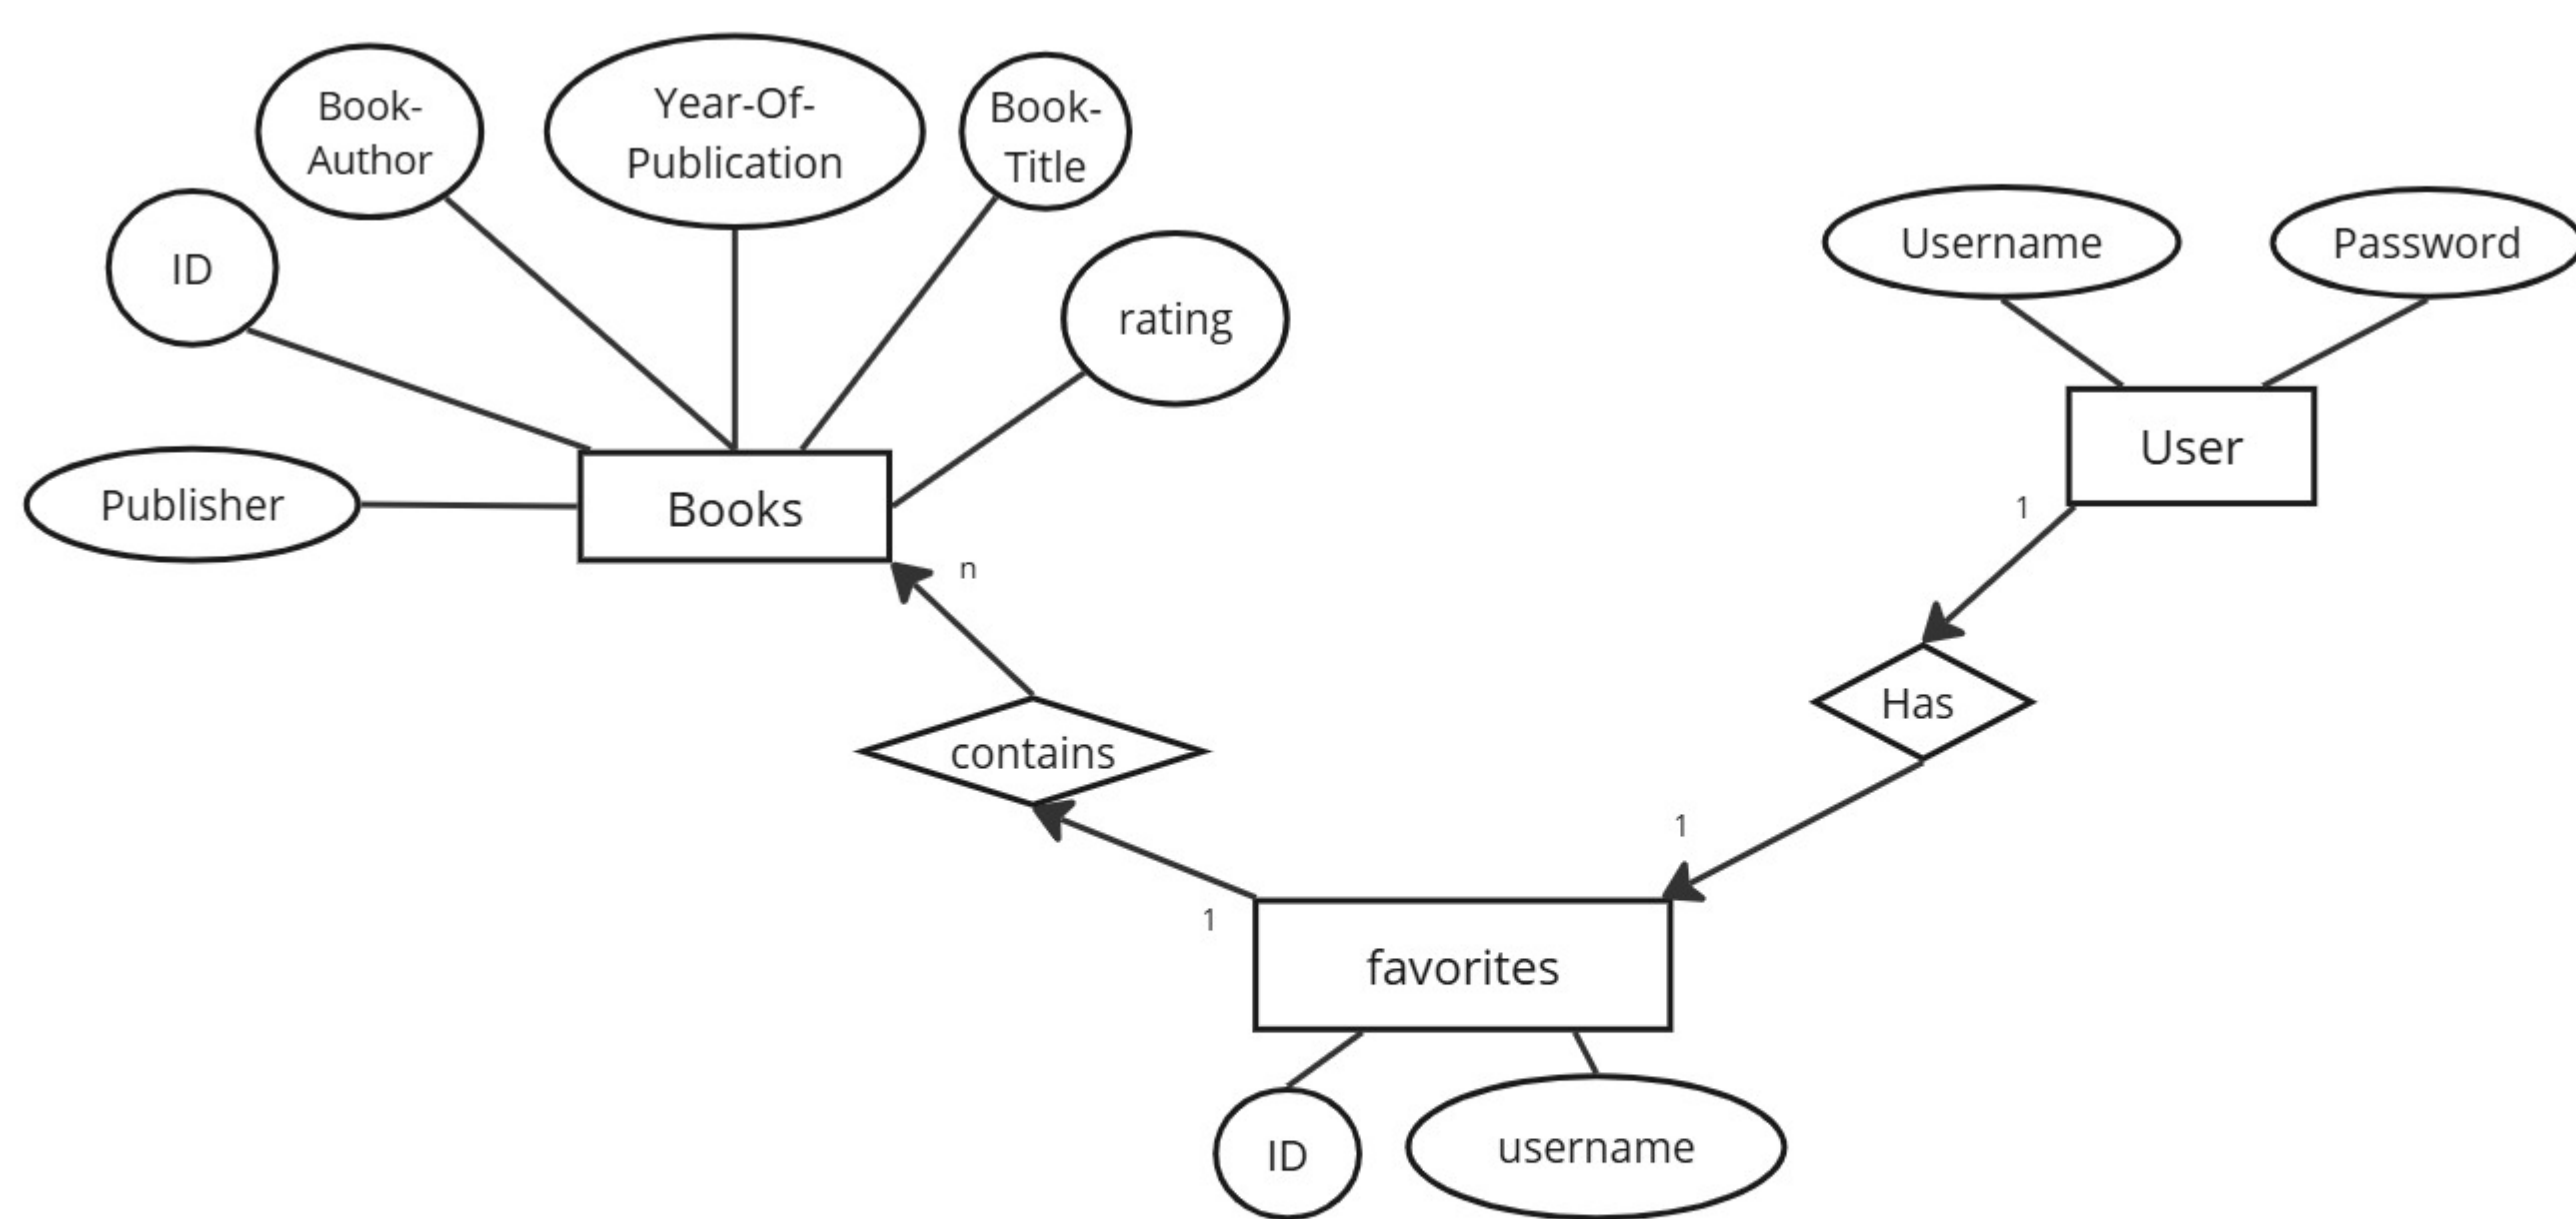 Book-
Author
Year-Of-
Publication
Book-
Title
ID
rating
Publisher
Books
n
Username
Password
User
1
Has
contains
1
1
favorites
ID
username